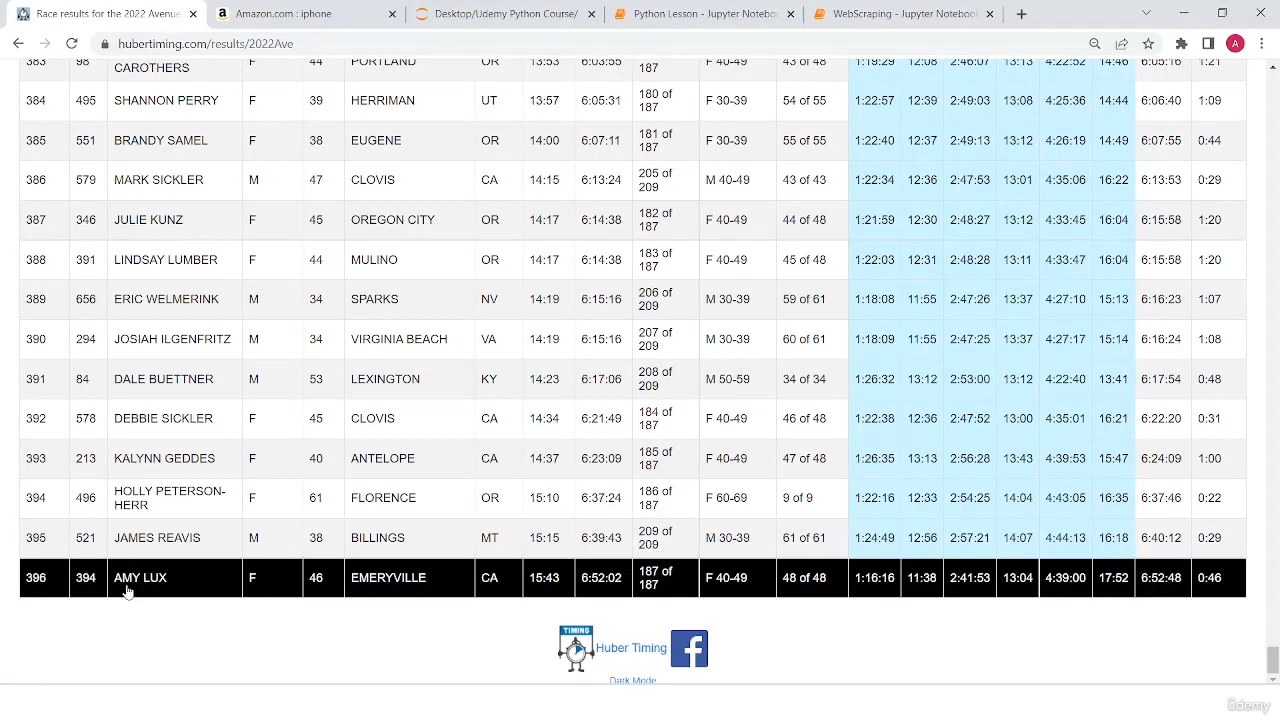 Race results for the 2022 Avenue
Amazon.com : iphone
Desktop/Udemy Python Course/
Python Lesson - Jupyter Notebo
WebScraping - Jupyter Noteboo
hubertiming.com/results/2022Ave
383 98 CAROTHERS F 44 PORTLAND OR 13:53 6:03:55 187 F 40-49 1:19:29 12:08 2:46:07 13:13 4:22:52 14:46 6:05:16 1:21
384 495 SHANNON PERRY F 39 HERRIMAN UT 13:57 6:05:31 180 of 187 F 30-39 54 of 55 1:22:57 12:39 2:49:03 13:08 4:25:36 14:44 6:06:40 1:09
385 551 BRANDY SAMEL F 38 EUGENE OR 14:00 6:07:11 181 of 187 F 30-39 55 of 55 1:22:40 12:37 2:49:13 13:12 4:26:19 14:49 6:07:55 0:44
386 579 MARK SICKLER M 47 CLOVIS CA 14:15 6:13:24 205 of 209 M 40-49 43 of 43 1:22:34 12:36 2:47:53 13:01 4:35:06 16:22 6:13:53 0:29
387 346 JULIE KUNZ F 45 OREGON CITY OR 14:17 6:14:38 182 of 187 F 40-49 44 of 48 1:21:59 12:30 2:48:27 13:12 4:33:45 16:04 6:15:58 1:20
388 391 LINDSAY LUMBER F 44 MULINO OR 14:17 6:14:38 183 of 187 F 40-49 45 of 48 1:22:03 12:31 2:48:28 13:11 4:33:47 16:04 6:15:58 1:20
389 656 ERIC WELMERINK M 34 SPARKS NV 14:19 6:15:16 206 of 209 M 30-39 59 of 61 1:18:08 11:55 2:47:26 13:37 4:27:10 15:13 6:16:23 1:07
390 294 JOSIAH ILGENFRITZ M 34 VIRGINIA BEACH VA 14:19 6:15:16 207 of 209 M 30-39 60 of 61 1:18:09 11:55 2:47:25 13:37 4:27:17 15:14 6:16:24 1:08
391 84 DALE BUETTNER M 53 LEXINGTON KY 14:23 6:17:06 208 of 209 M 50-59 34 of 34 1:26:32 13:12 2:53:00 13:12 4:22:40 13:41 6:17:54 0:48
392 578 DEBBIE SICKLER F 45 CLOVIS CA 14:34 6:21:49 184 of 187 F 40-49 46 of 48 1:22:38 12:36 2:47:52 13:00 4:35:01 16:21 6:22:20 0:31
393 213 KALYNN GEDDES F 40 ANTELOPE CA 14:37 6:23:09 185 of 187 F 40-49 47 of 48 1:26:35 13:13 2:56:28 13:43 4:39:53 15:47 6:24:09 1:00
394 496 HOLLY PETERSON-HERR F 61 FLORENCE OR 15:10 6:37:24 186 of 187 F 60-69 9 of 9 1:22:16 12:33 2:54:25 14:04 4:43:05 16:35 6:37:46 0:22
395 521 JAMES REAVIS M 38 BILLINGS MT 15:15 6:39:43 209 of 209 M 30-39 61 of 61 1:24:49 12:56 2:57:21 14:07 4:44:13 16:18 6:40:12 0:29
396 394 AMY LUX F 46 EMERYVILLE CA 15:43 6:52:02 187 of 187 F 40-49 48 of 48 1:16:16 11:38 2:41:53 13:04 4:39:00 17:52 6:52:48 0:46
TIMING
Huber Timing
Dark Mode
ûdemy